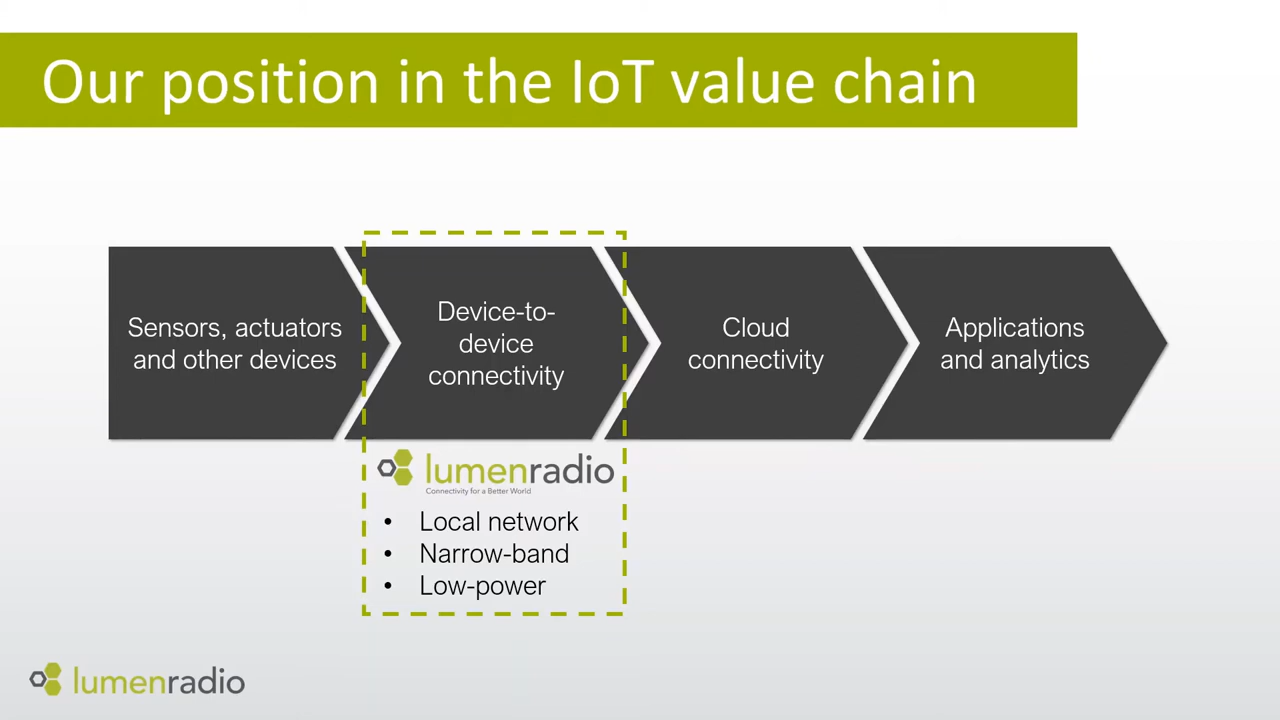 Our position in the IoT value chain
Sensors, actuators
and other devices
Device-to-
device
connectivity
Cloud
connectivity
Applications
and analytics
lumenradio
Connectivity for a Better World
• Local network
• Narrow-band
• Low-power
lumenradio